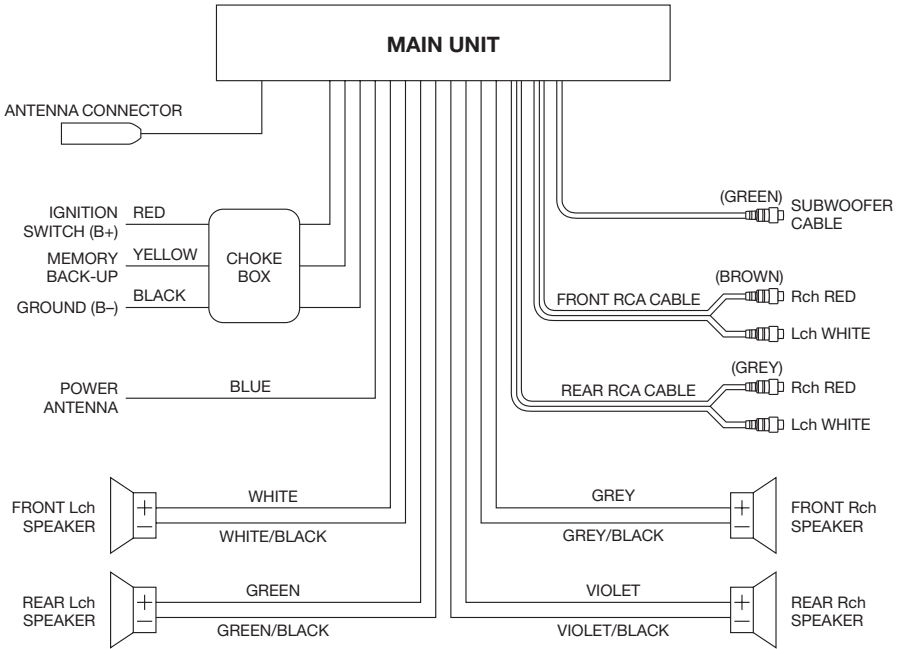 MAIN UNIT
ANTENNA CONNECTOR
IGNITION
SWITCH (B+)
RED
MEMORY
BACK-UP
YELLOW
GROUND (B–)
BLACK
CHOKE
BOX
POWER
ANTENNA
BLUE
(GREEN)
SUBWOOFER
CABLE
(BROWN)
FRONT RCA CABLE
Rch RED
Lch WHITE
(GREY)
REAR RCA CABLE
Rch RED
Lch WHITE
FRONT Lch
SPEAKER
+
–
WHITE
WHITE/BLACK
GREY
GREY/BLACK
+
–
FRONT Rch
SPEAKER
REAR Lch
SPEAKER
+
–
GREEN
GREEN/BLACK
VIOLET
VIOLET/BLACK
+
–
REAR Rch
SPEAKER